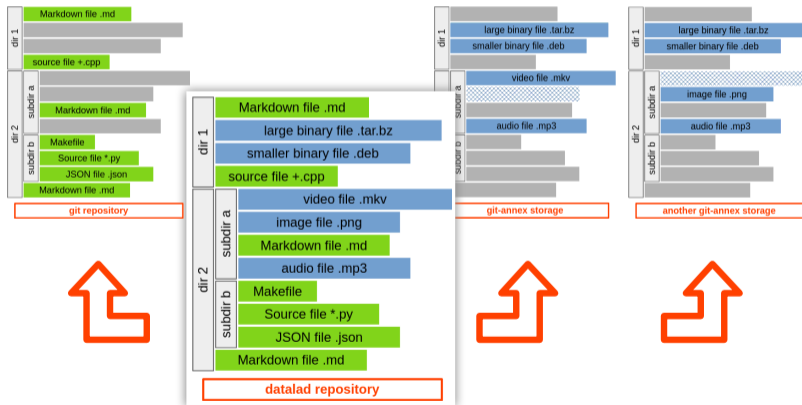 dir 1
Markdown file .md
source file +.cpp
dir 2
subdir a
Markdown file .md
subdir b
Makefile
Source file *.py
JSON file .json
Markdown file .md
git repository
dir 1
Markdown file .md
large binary file .tar.bz
smaller binary file .deb
source file +.cpp
dir 2
subdir a
video file .mkv
image file .png
Markdown file .md
audio file .mp3
subdir b
Makefile
Source file *.py
JSON file .json
Markdown file .md
datalad repository
dir 1
large binary file .tar.bz
smaller binary file .deb
subdir a
video file .mkv
audio file .mp3
subdir b
git-annex storage
dir 1
large binary file .tar.bz
smaller binary file .deb
dir 2
subdir a
image file .png
audio file .mp3
subdir b
another git-annex storage